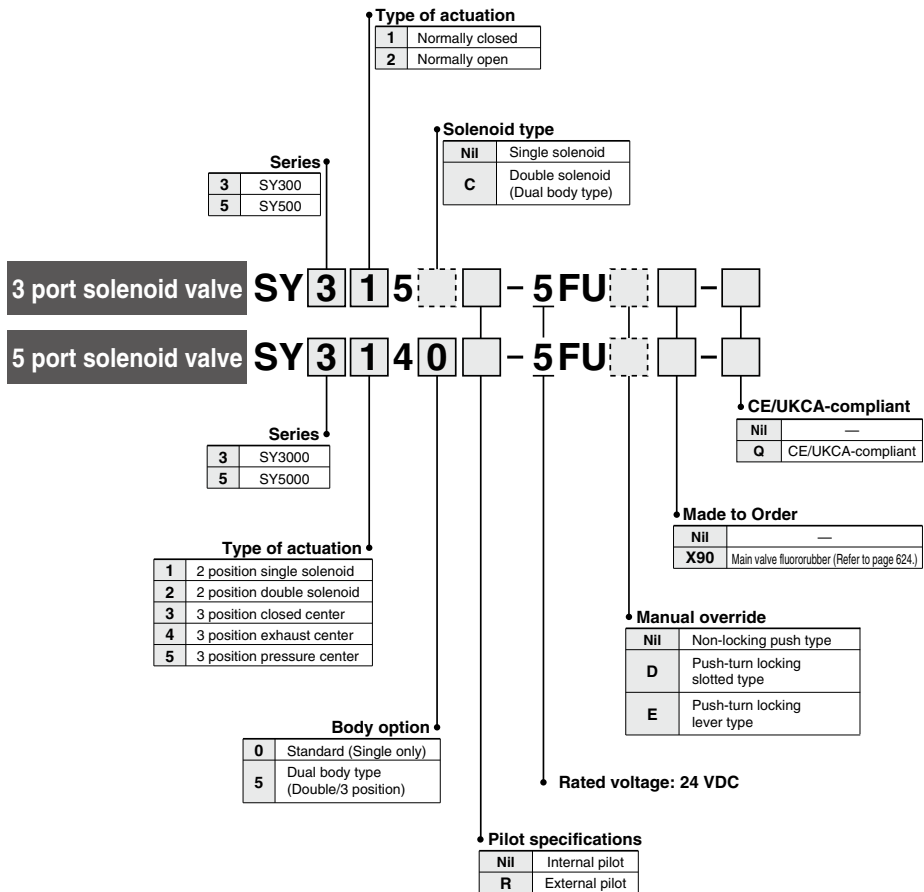 Type of actuation
1 Normally closed
2 Normally open
Solenoid type
Nil Single solenoid
C Double solenoid
(Dual body type)
Series
3 SY300
5 SY500
3 port solenoid valve SY 3 1 5 - 5 FU -
5 port solenoid valve SY 3 1 4 0 - 5 FU -
CE/UKCA-compliant
Nil —
Q CE/UKCA-compliant
Series
3 SY3000
5 SY5000
Made to Order
Nil —
X90 Main valve fluororubber (Refer to page 624.)
Type of actuation
1 2 position single solenoid
2 2 position double solenoid
3 3 position closed center
4 3 position exhaust center
5 3 position pressure center
Manual override
Nil Non-locking push type
D Push-turn locking
slotted type
E Push-turn locking
lever type
Body option
0 Standard (Single only)
5 Dual body type
(Double/3 position)
Rated voltage: 24 VDC
Pilot specifications
Nil Internal pilot
R External pilot